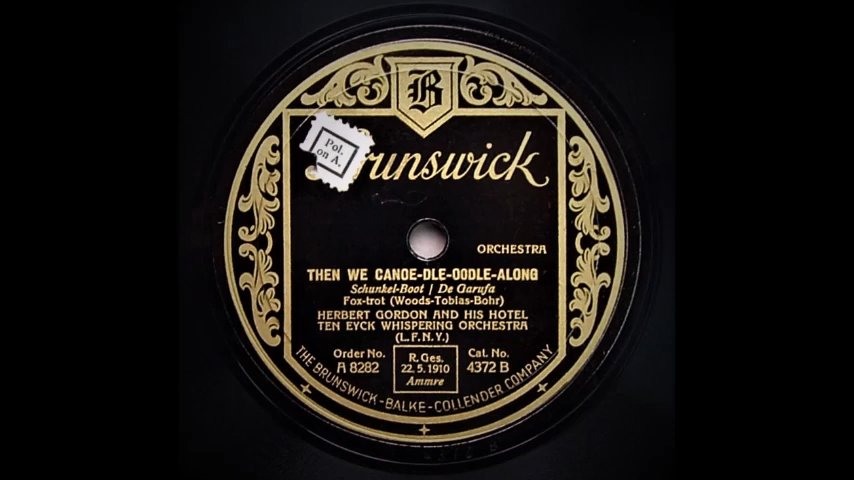 B
Pol.
on A.
Brunswick
ORCHESTRA
THEN WE CANOE-DLE-OODLE-ALONG
Schunkel-Boot / De Garufa
Fox-trot (Woods-Tobias-Bohr)
HERBERT GORDON AND HIS HOTEL
TEN EYCK WHISPERING ORCHESTRA
(L.F.N.Y.)
Order No.
A 8282
R. Ges.
22.5.1910
Ammre
Cat. No.
4372 B
THE BRUNSWICK-BALKE-COLLENDER COMPANY
4372 B